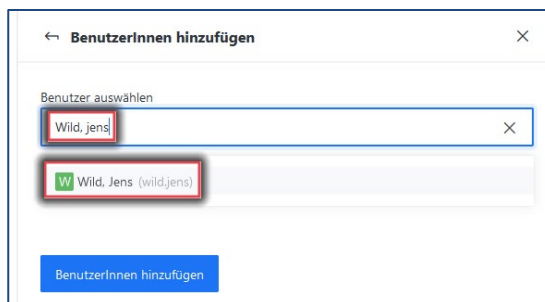 BenutzerInnen hinzufügen
Benutzer auswählen
Wild, jens
W Wild, Jens (wild.jens)
BenutzerInnen hinzufügen